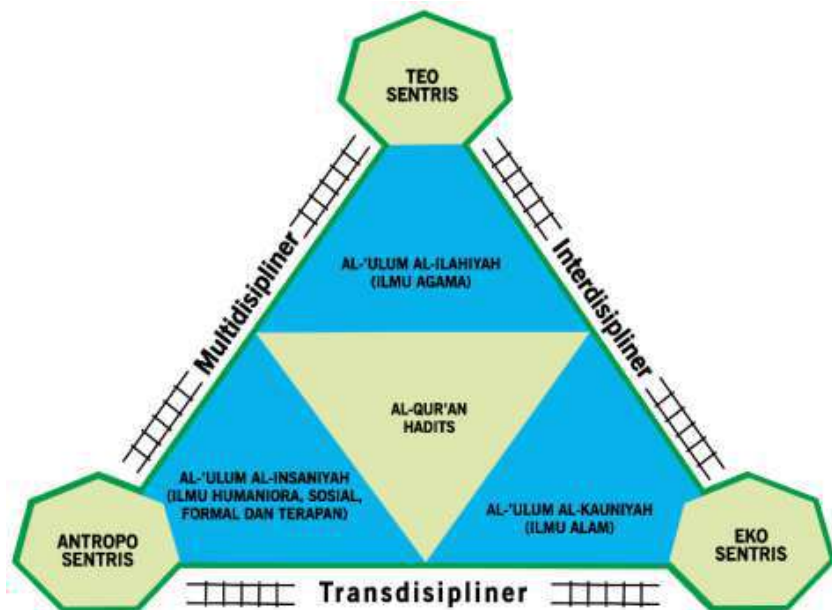 TEO
SENTRIS
Multidisipliner
Interdisipliner
AL-'ULUM AL-ILAHIYAH
(ILMU AGAMA)
AL-QUR'AN
HADITS
AL-'ULUM AL-INSANIYAH
(ILMU HUMANIORA, SOSIAL,
FORMAL DAN TERAPAN)
AL-'ULUM AL-KAUNIYAH
(ILMU ALAM)
ANTROPO
SENTRIS
EKO
SENTRIS
Transdisipliner